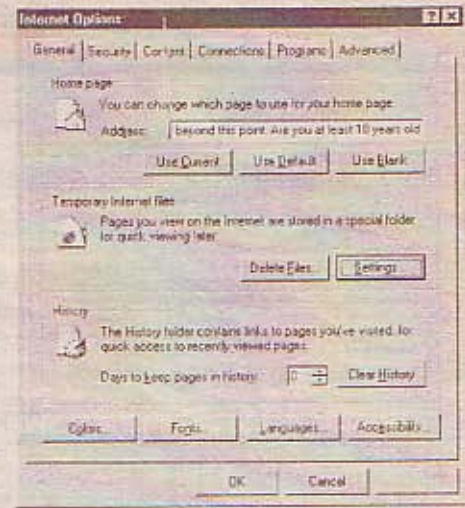 Internet Options
General Security Content Connections Programs Advanced
Home page
You can change which page to use for your home page.
Address: beyond this point. Are you at least 18 years old
Use Current Use Default Use Blank
Temporary Internet files
Pages you view on the Internet are stored in a special folder
for quick viewing later.
Delete Files... Settings...
History
The History folder contains links to pages you've visited, for
quick access to recently viewed pages.
Days to keep pages in history: 0 Clear History
Colors... Fonts... Languages... Accessibility...
OK Cancel